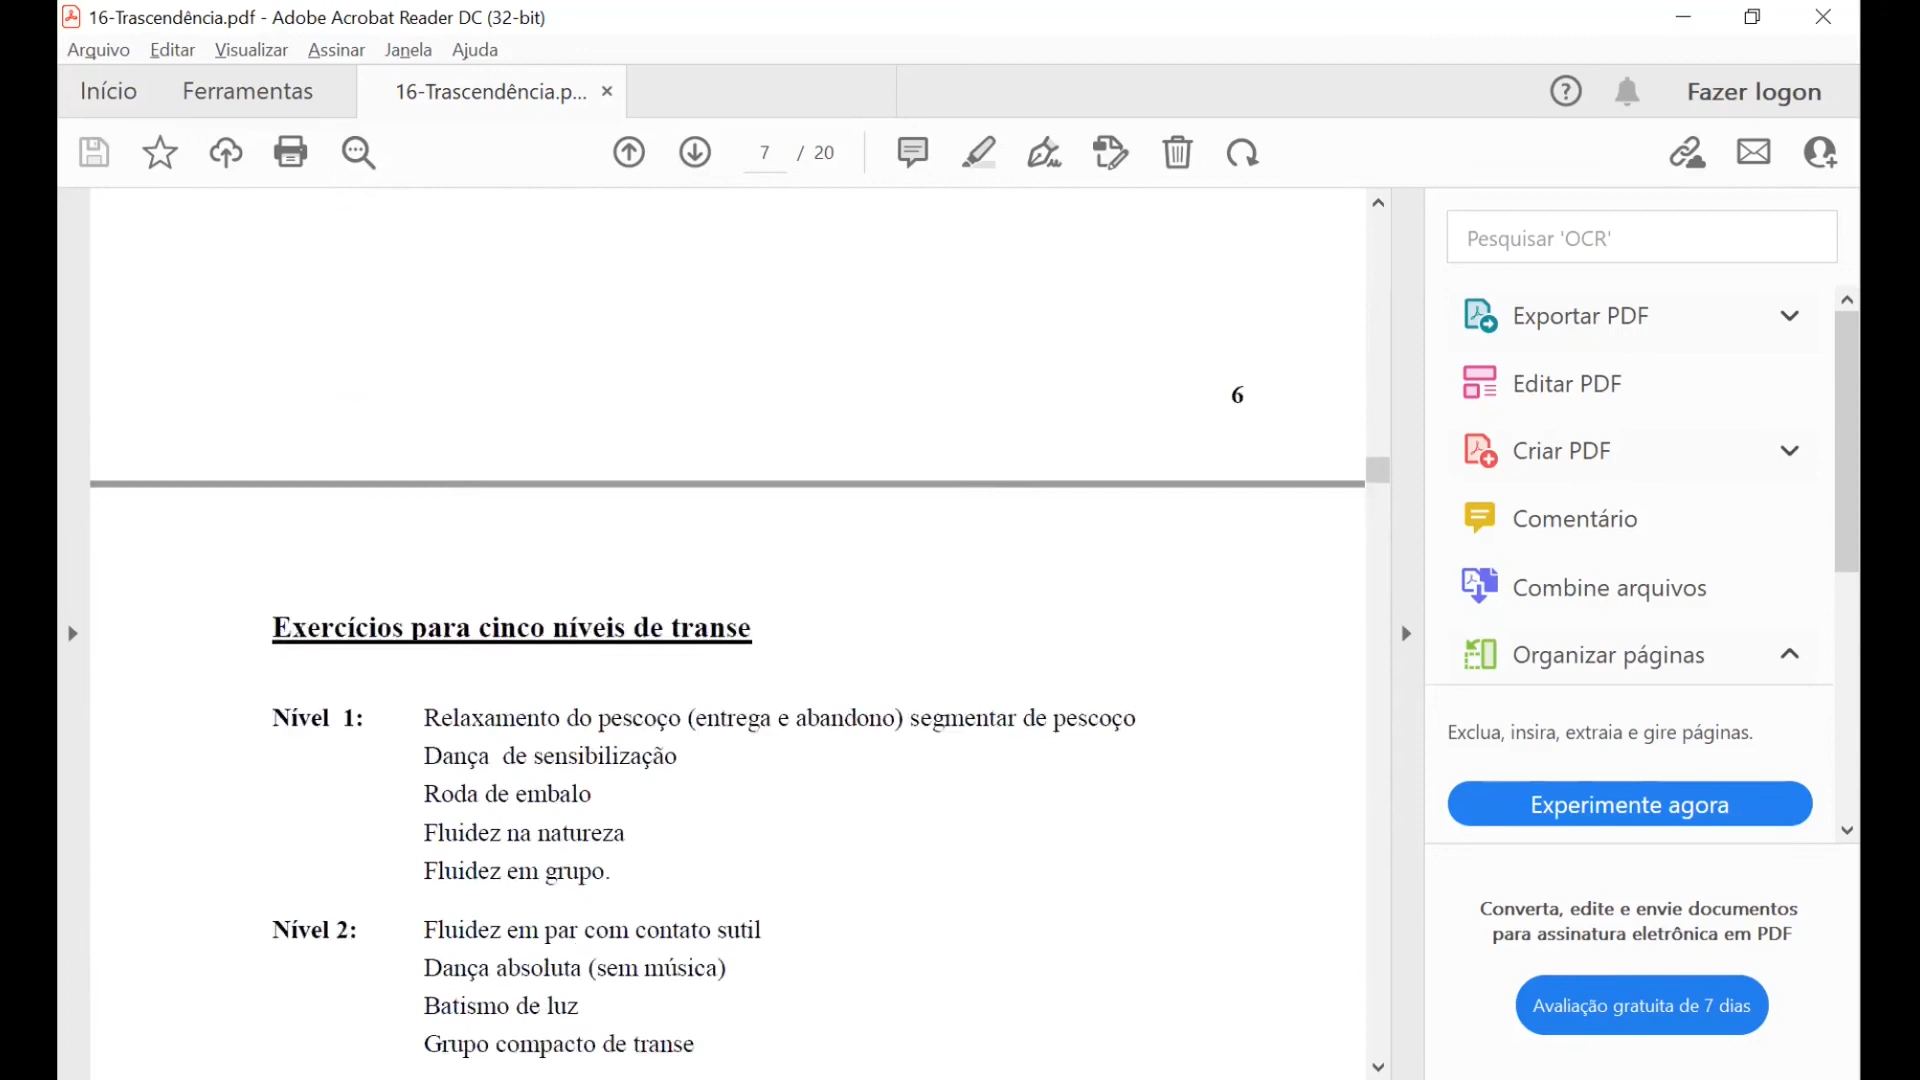 16-Trascendência.pdf - Adobe Acrobat Reader DC (32-bit)
Arquivo Editar Visualizar Assinar Janela Ajuda
Início Ferramentas 16-Trascendência.p... × ? Fazer logon
7 / 20
Pesquisar 'OCR'
Exportar PDF
Editar PDF
6
Criar PDF
Comentário
Combine arquivos
Organizar páginas
Exclua, insira, extraia e gire páginas.
Experimente agora
Converta, edite e envie documentos
para assinatura eletrônica em PDF
Avaliação gratuita de 7 dias
Exercícios para cinco níveis de transe
Nível 1: Relaxamento do pescoço (entrega e abandono) segmentar de pescoço
Dança de sensibilização
Roda de embalo
Fluidez na natureza
Fluidez em grupo.
Nível 2: Fluidez em par com contato sutil
Dança absoluta (sem música)
Batismo de luz
Grupo compacto de transe